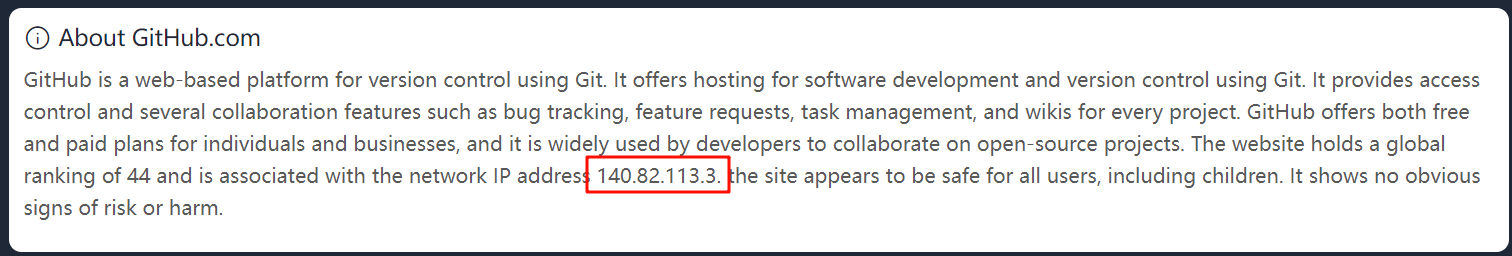 About GitHub.com
GitHub is a web-based platform for version control using Git. It offers hosting for software development and version control using Git. It provides access
control and several collaboration features such as bug tracking, feature requests, task management, and wikis for every project. GitHub offers both free
and paid plans for individuals and businesses, and it is widely used by developers to collaborate on open-source projects. The website holds a global
ranking of 44 and is associated with the network IP address 140.82.113.3. the site appears to be safe for all users, including children. It shows no obvious
signs of risk or harm.